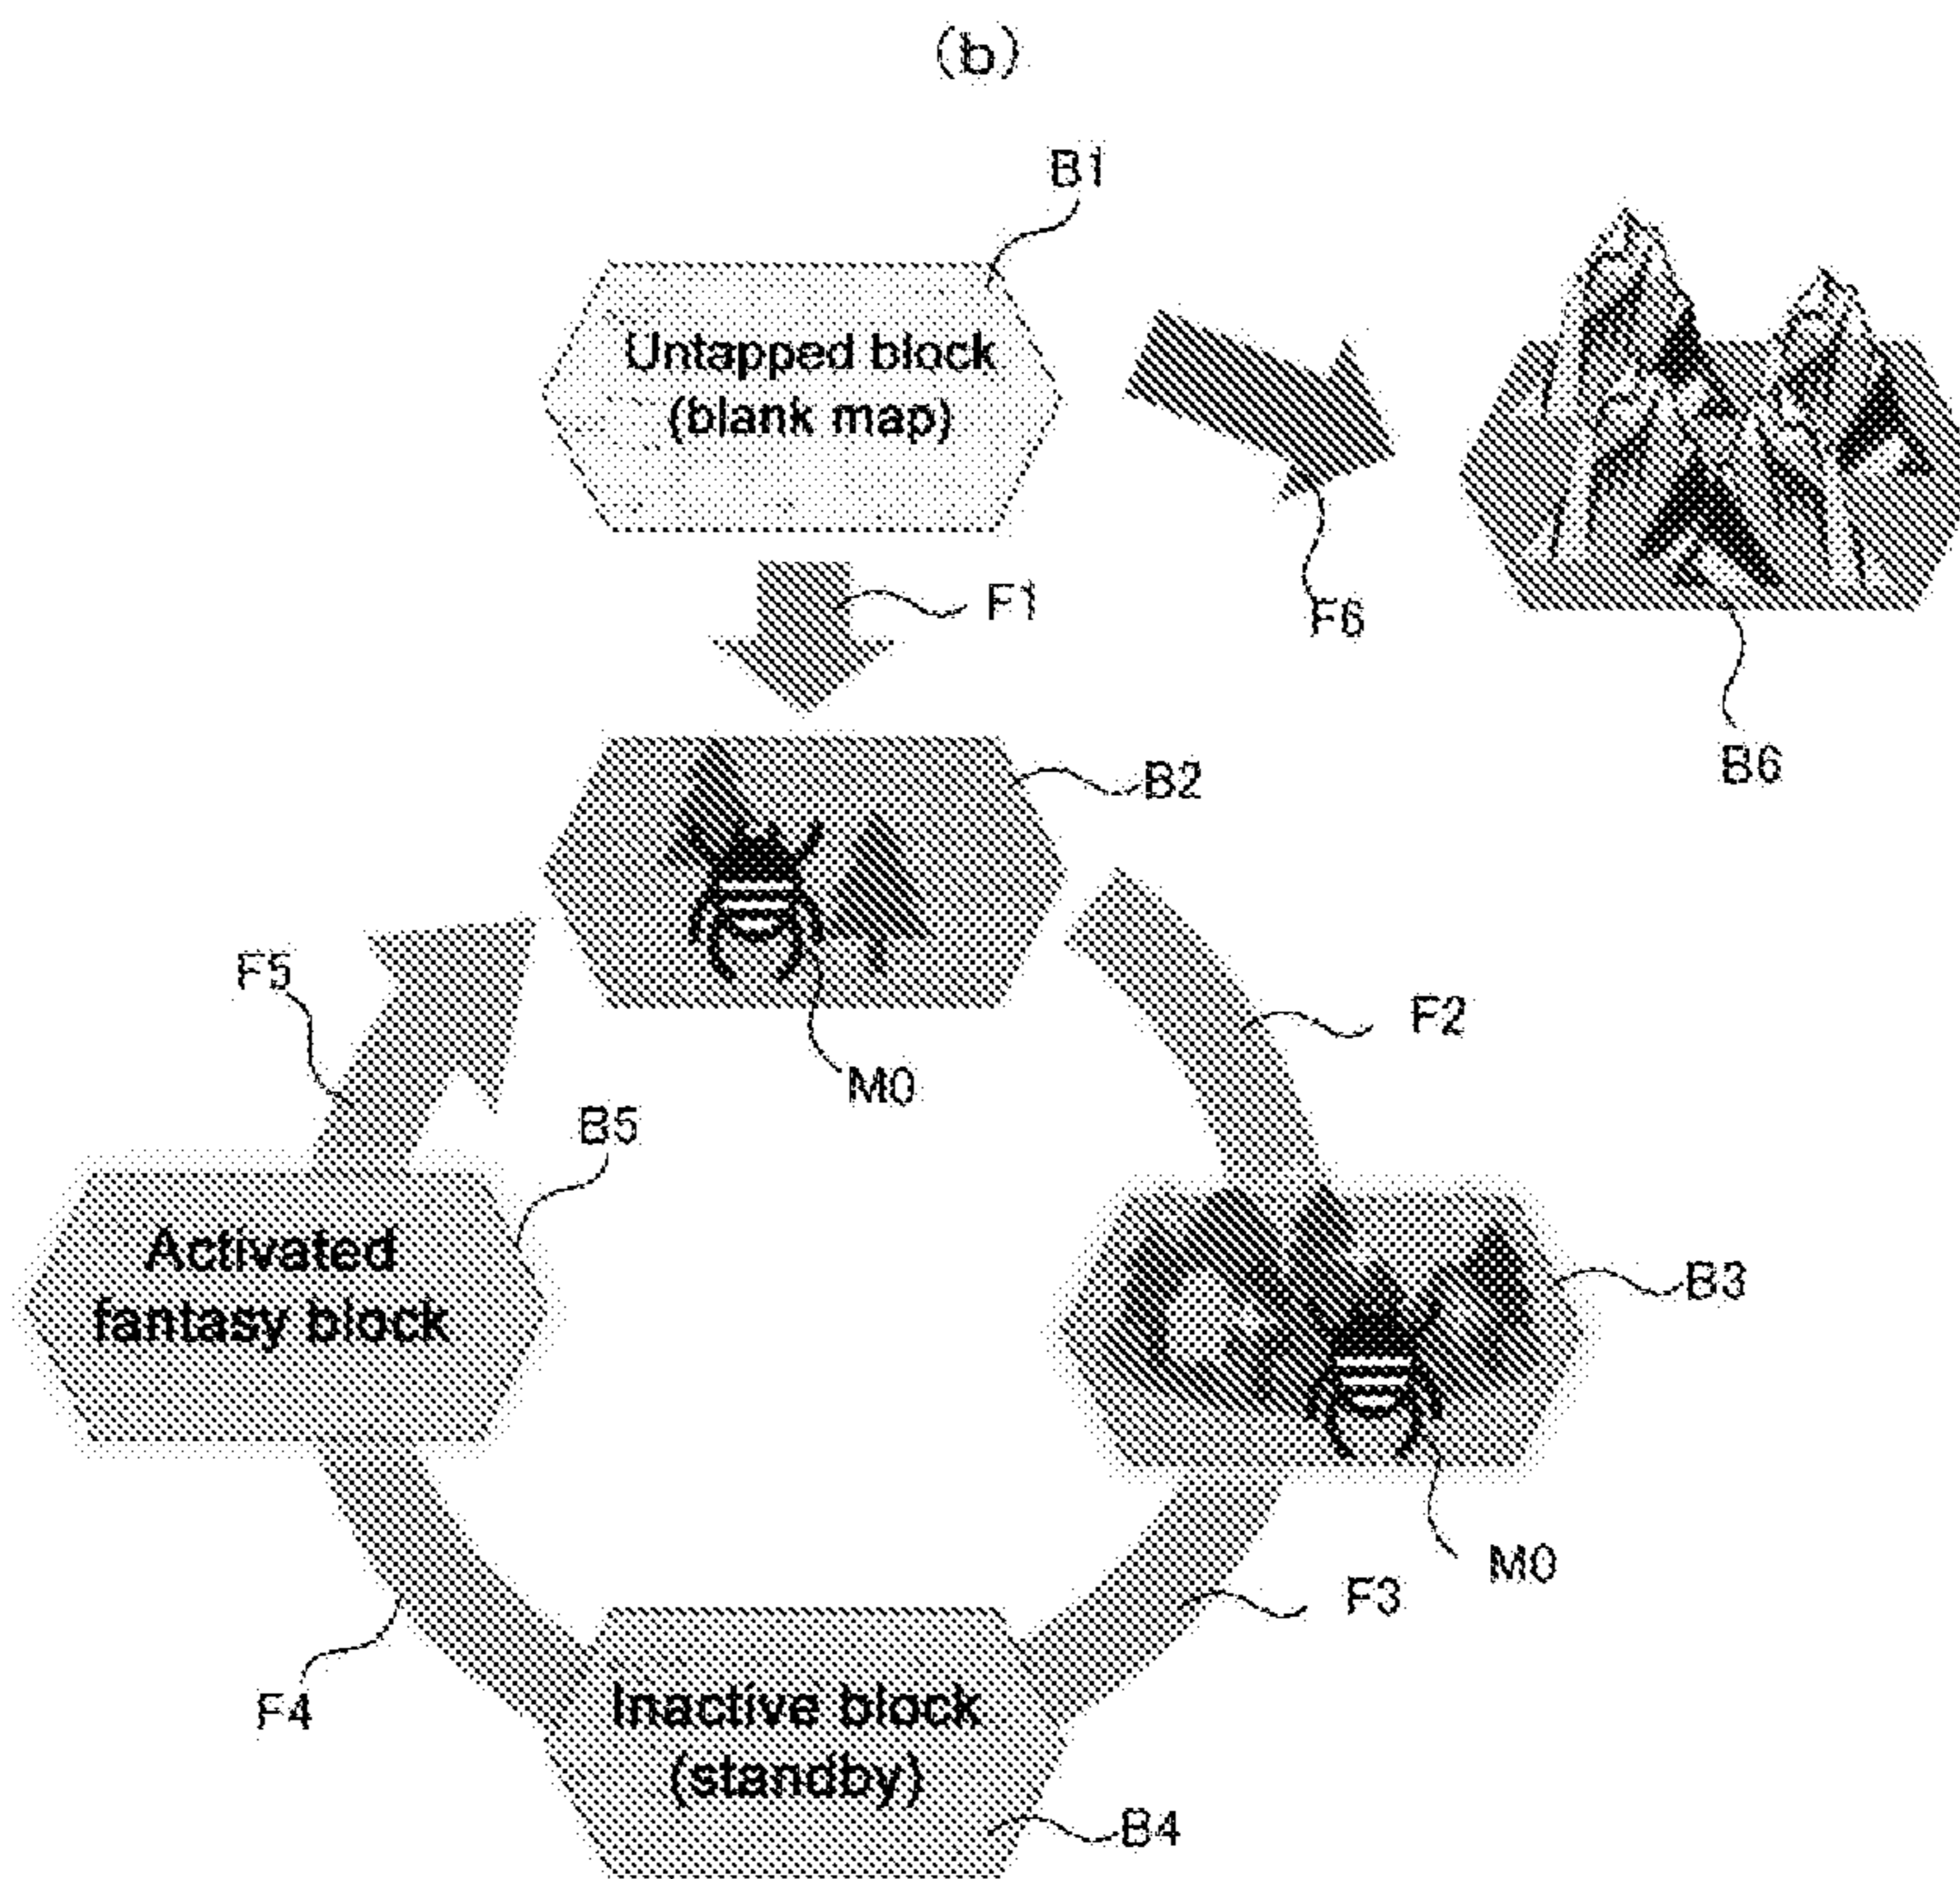 (b)
B1
Untapped block
(blank map)
F1
F6
B6
B2
F5
F2
M0
B5
Activated
fantasy block
B3
M0
F3
F4
Inactive block
(standby)
B4